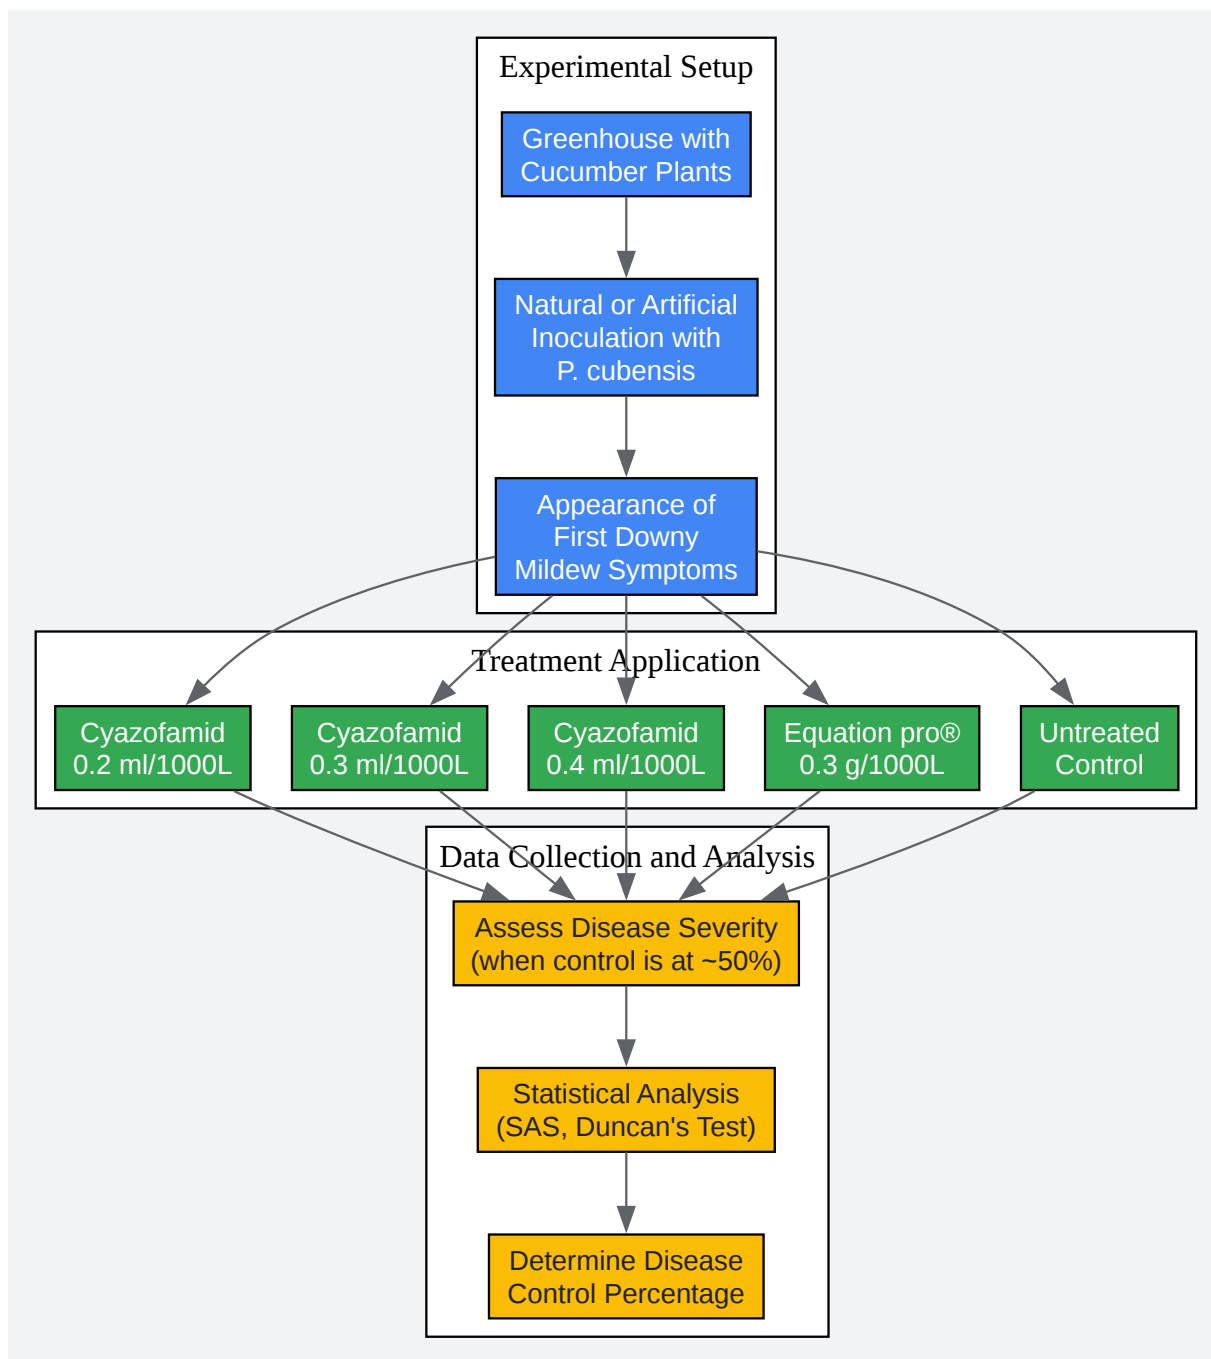 Experimental Setup
Greenhouse with
Cucumber Plants
Natural or Artificial
Inoculation with
P. cubensis
Appearance of
First Downy
Mildew Symptoms
Treatment Application
Cyazofamid
0.2 ml/1000L
Cyazofamid
0.3 ml/1000L
Cyazofamid
0.4 ml/1000L
Equation pro®
0.3 g/1000L
Untreated
Control
Data Collection and Analysis
Assess Disease Severity
(when control is at ~50%)
Statistical Analysis
(SAS, Duncan's Test)
Determine Disease
Control Percentage